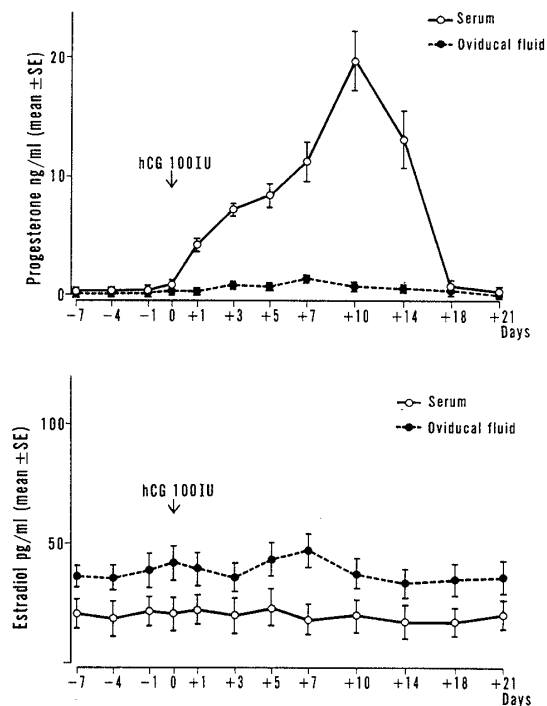 Serum
Oviducal fluid
20
10
0
Progesterone ng/ml (mean ±SE)
hCG 100IU
-7 -4 -1 0 +1 +3 +5 +7 +10 +14 +18 +21
Days
Serum
Oviducal fluid
100
50
Estradiol pg/ml (mean ±SE)
hCG 100IU
-7 -4 -1 0 +1 +3 +5 +7 +10 +14 +18 +21
Days